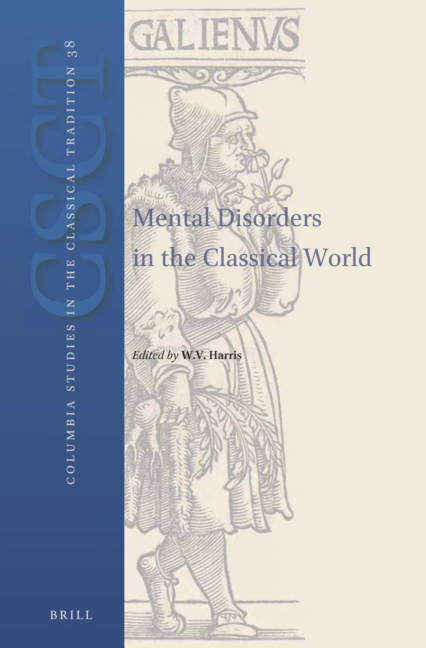 GALIENVS
CSCT
COLUMBIA STUDIES IN THE CLASSICAL TRADITION 38
Mental Disorders
in the Classical World
Edited by W.V. Harris
BRILL